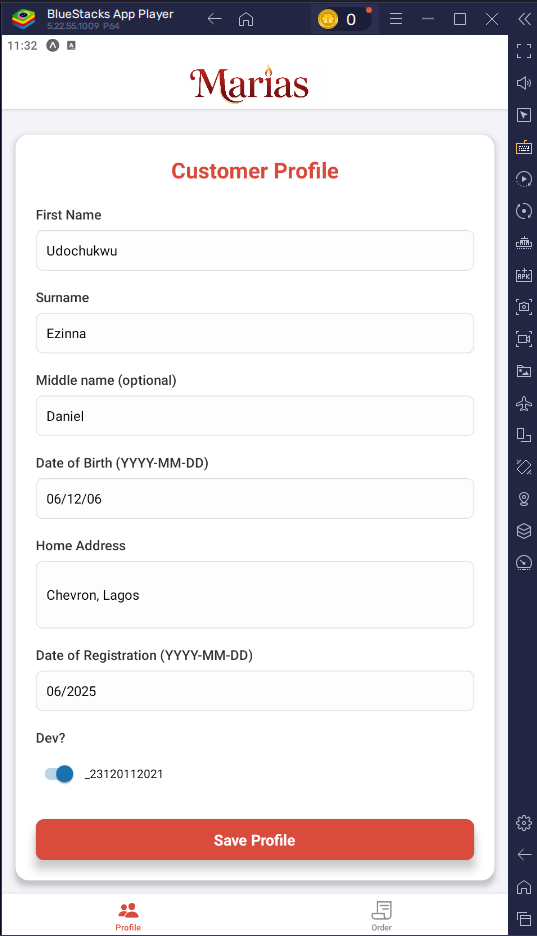 BlueStacks App Player
5.22.55.1009 P64
0
11:32
A
Marias
Customer Profile
First Name
Udochukwu
Surname
Ezinna
Middle name (optional)
Daniel
Date of Birth (YYYY-MM-DD)
06/12/06
Home Address
Chevron, Lagos
Date of Registration (YYYY-MM-DD)
06/2025
Dev?
_23120112021
Save Profile
Profile
Order
APK